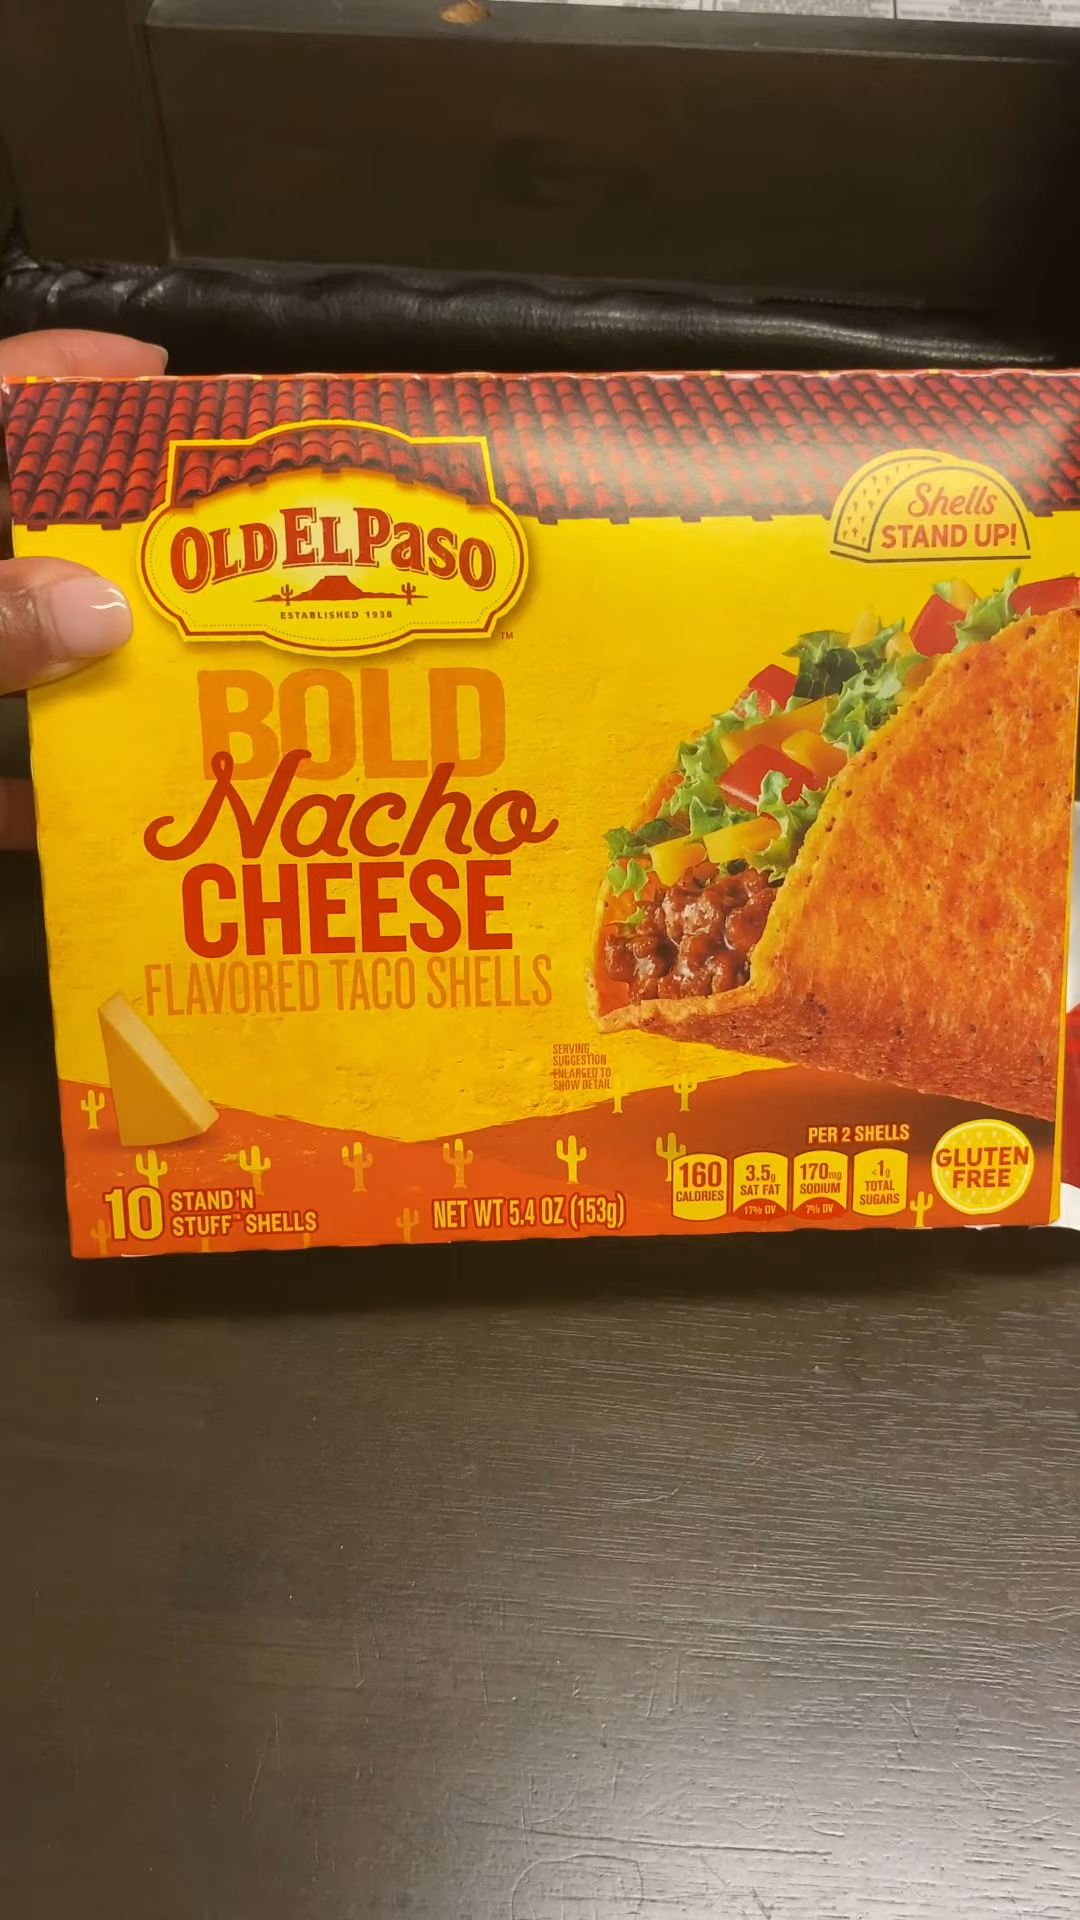 Shells
STAND UP!
OLD EL PASO
ESTABLISHED 1938
TM
BOLD
Nacho
CHEESE
FLAVORED TACO SHELLS
SERVING
SUGGESTION
ENLARGED TO
SHOW DETAIL
PER 2 SHELLS
160
CALORIES
3.5g
SAT FAT
17% DV
170mg
SODIUM
7% DV
<1g
TOTAL
SUGARS
GLUTEN
FREE
10 STAND 'N
STUFF™ SHELLS
NET WT 5.4 OZ (153g)